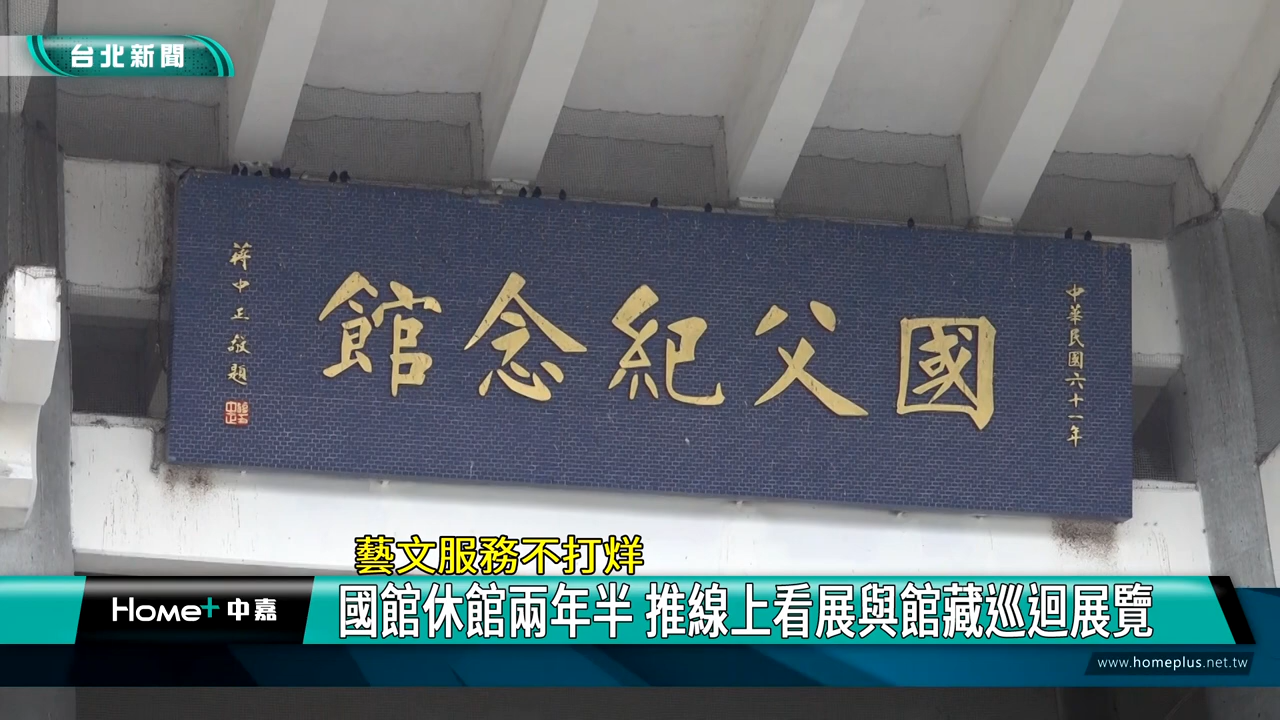 台北新聞
中華民國六十一年
國父紀念館
蔣中正敬題
藝文服務不打烊
國館休館兩年半 推線上看展與館藏巡迴展覽
Home+中嘉
www.homeplus.net.tw